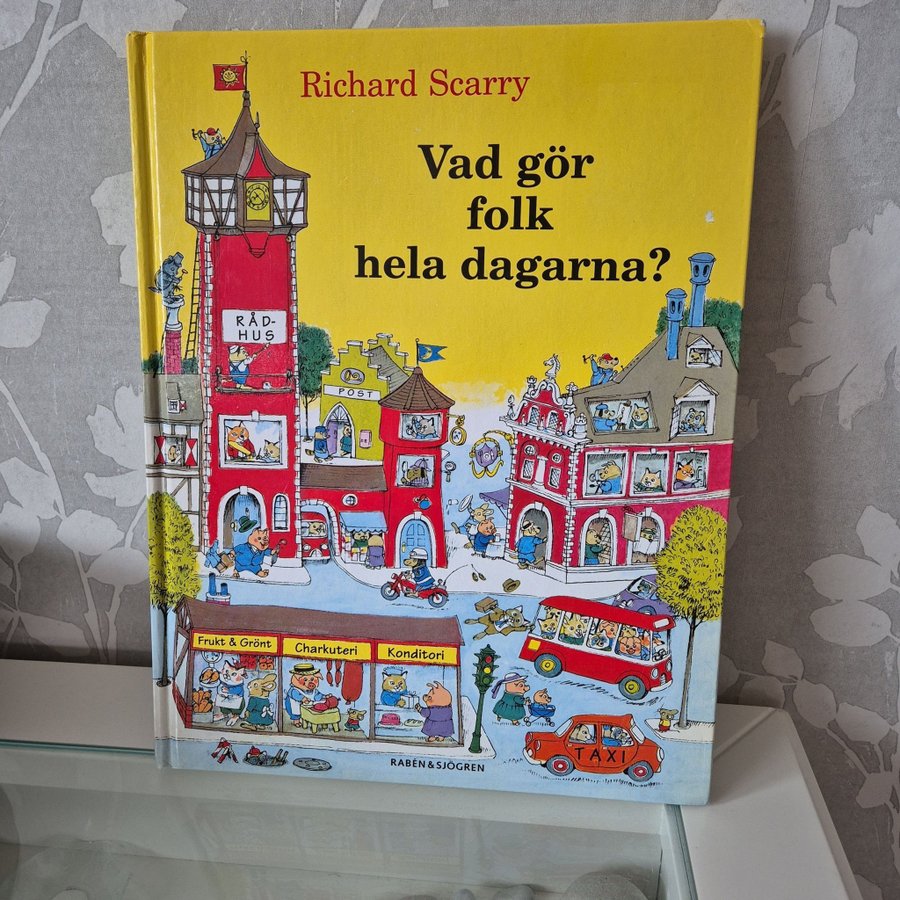 Richard Scarry
Vad gör
folk
hela dagarna?
RÅD-
HUS
POST
Frukt & Grönt
Charkuteri
Konditori
TAXI
RABÉN & SJÖGREN